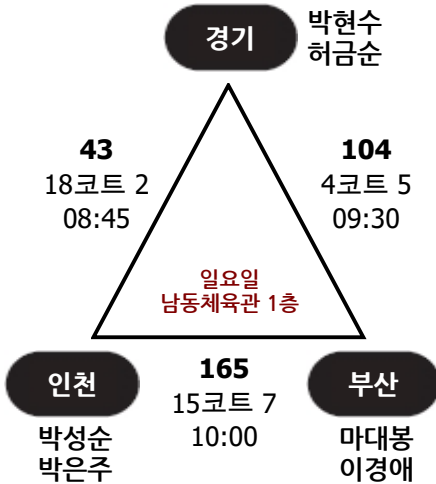 경기
박현수
허금순
43
18코트 2
08:45
104
4코트 5
09:30
일요일
남동체육관 1층
인천
박성순
박은주
165
15코트 7
10:00
부산
마대봉
이경애